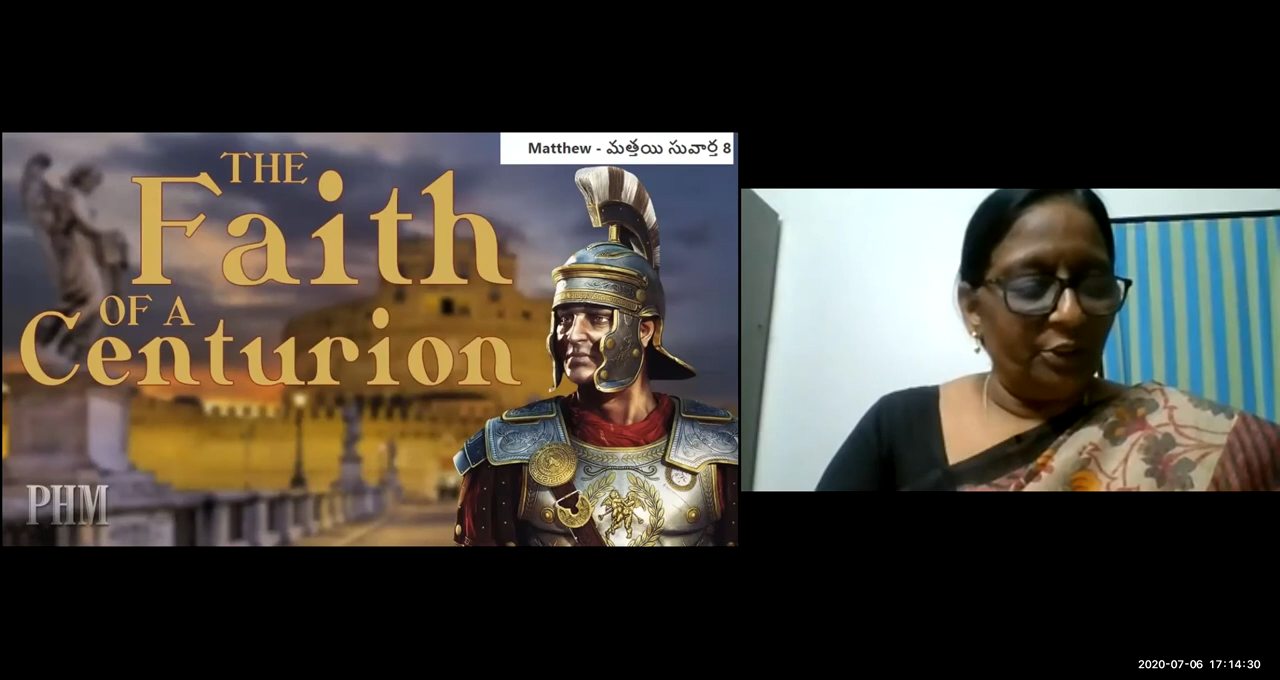 Matthew - మత్తయి సువార్త 8
THE
Faith
OF A
Centurion
PHM
2020-07-06 17:14:30